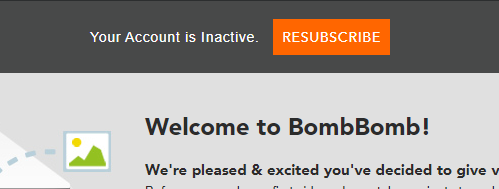 Your Account is Inactive. RESUBSCRIBE
Welcome to BombBomb!
We're pleased & excited you've decided to give